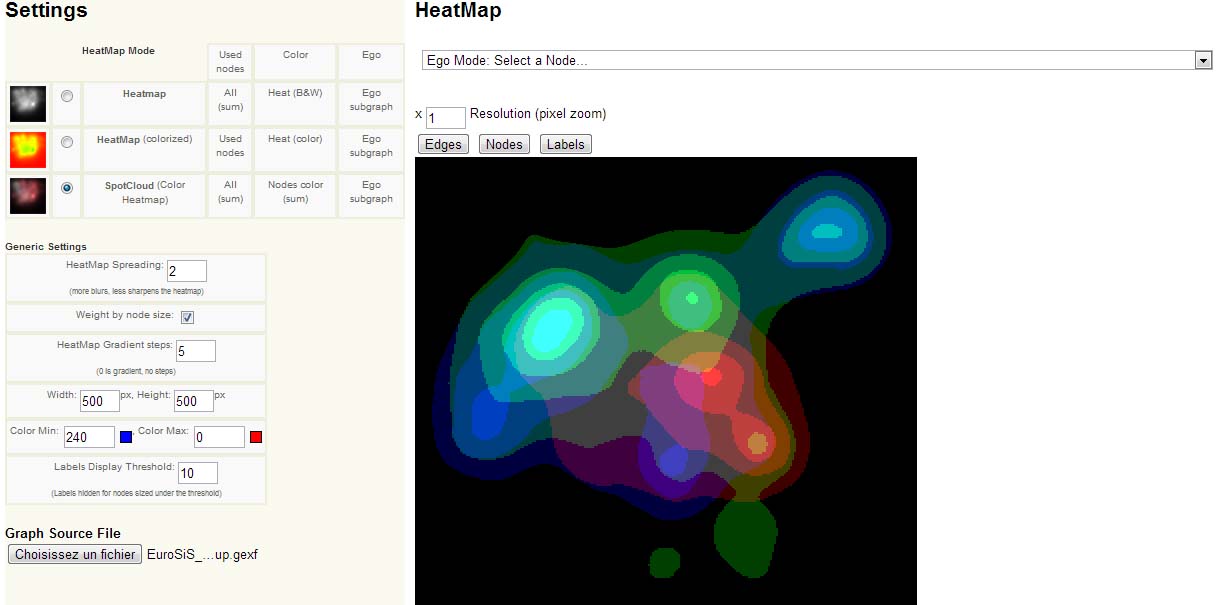 Settings
HeatMap Mode
Used nodes
Color
Ego
Heatmap
All (sum)
Heat (B&W)
Ego subgraph
HeatMap (colorized)
Used nodes
Heat (color)
Ego subgraph
SpotCloud (Color Heatmap)
All (sum)
Nodes color (sum)
Ego subgraph
Generic Settings
HeatMap Spreading: 2
(more blurs, less sharpens the heatmap)
Weight by node size:
HeatMap Gradient steps: 5
(0 is gradient, no steps)
Width: 500 px, Height: 500 px
Color Min: 240 , Color Max: 0
Labels Display Threshold: 10
(Labels hidden for nodes sized under the threshold)
Graph Source File
Choisissez un fichier EuroSiS_...up.gexf
HeatMap
Ego Mode: Select a Node...
x 1 Resolution (pixel zoom)
Edges Nodes Labels